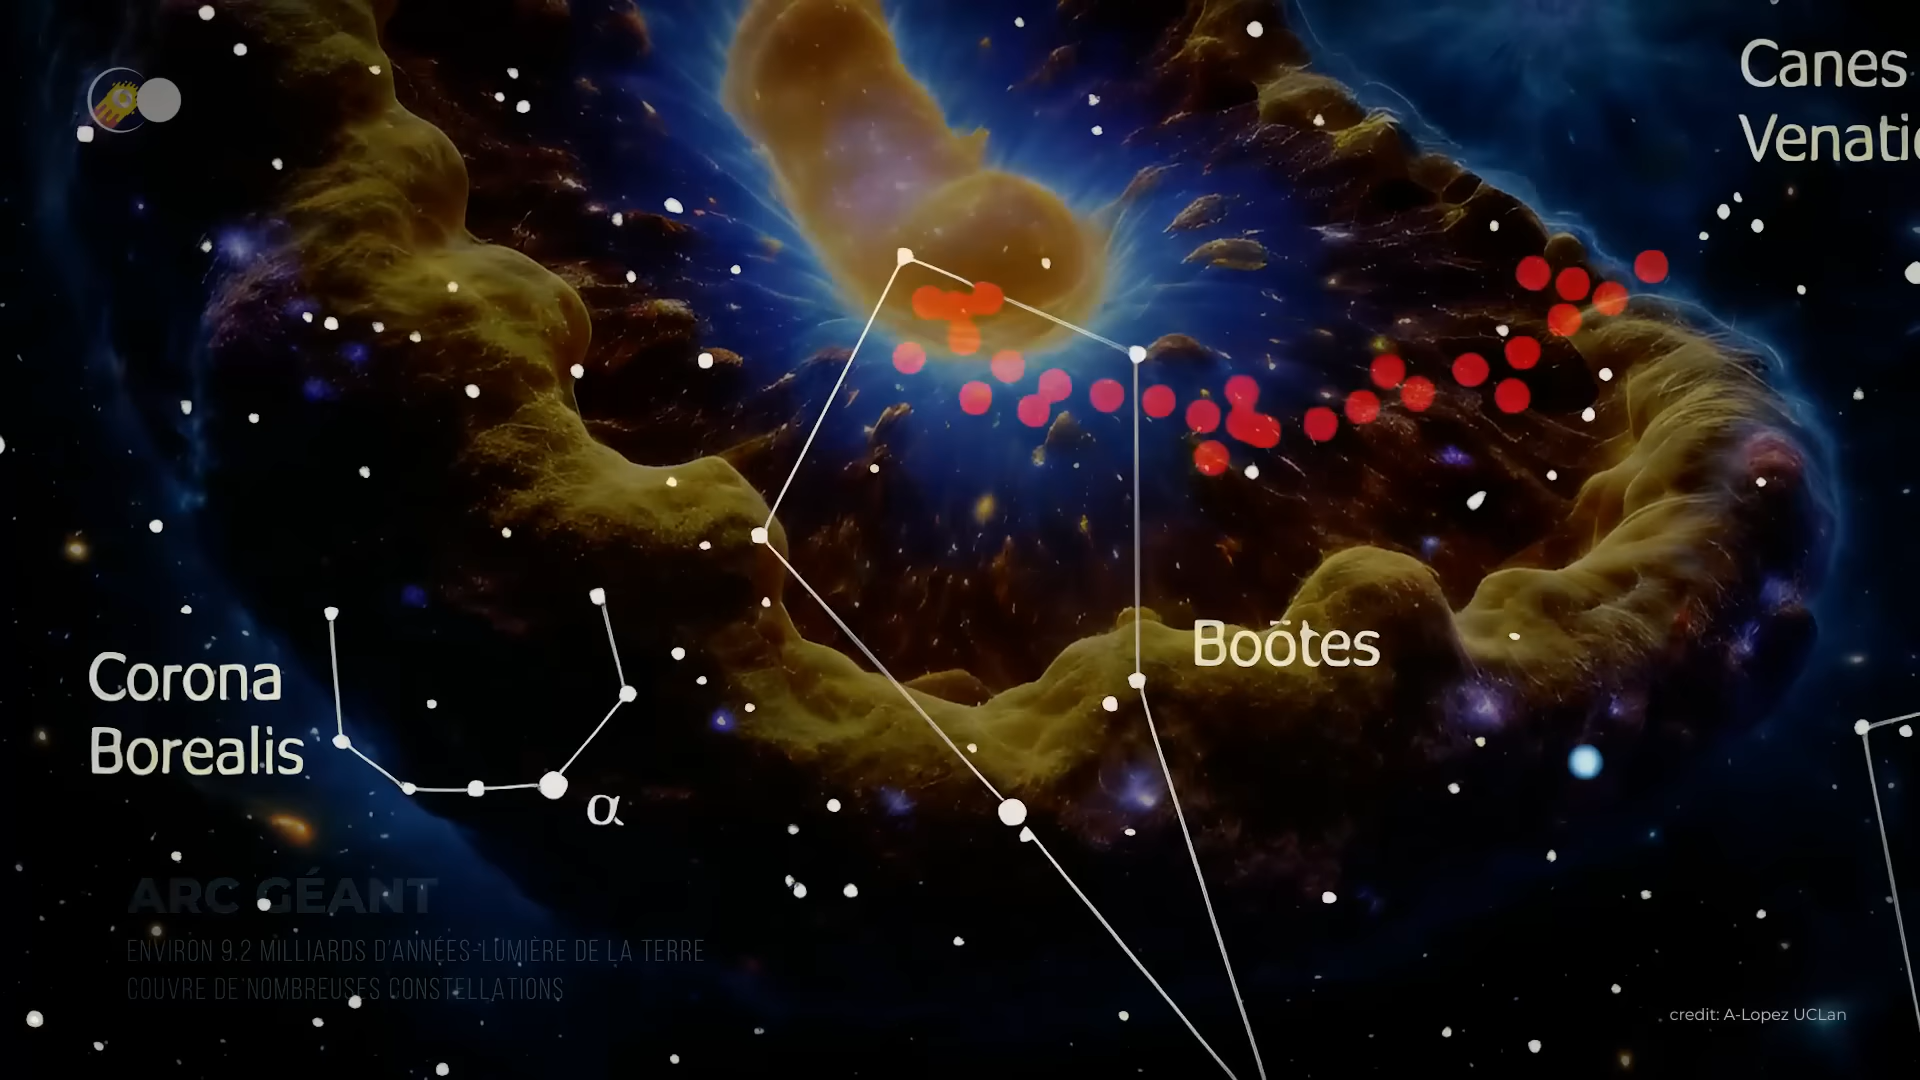 Canes
Venatic
Boötes
Corona
Borealis
α
ARC GÉANT
ENVIRON 9.2 MILLIARDS D'ANNÉES-LUMIÈRE DE LA TERRE
COUVRE DE NOMBREUSES CONSTELLATIONS
credit: A-Lopez UCLan